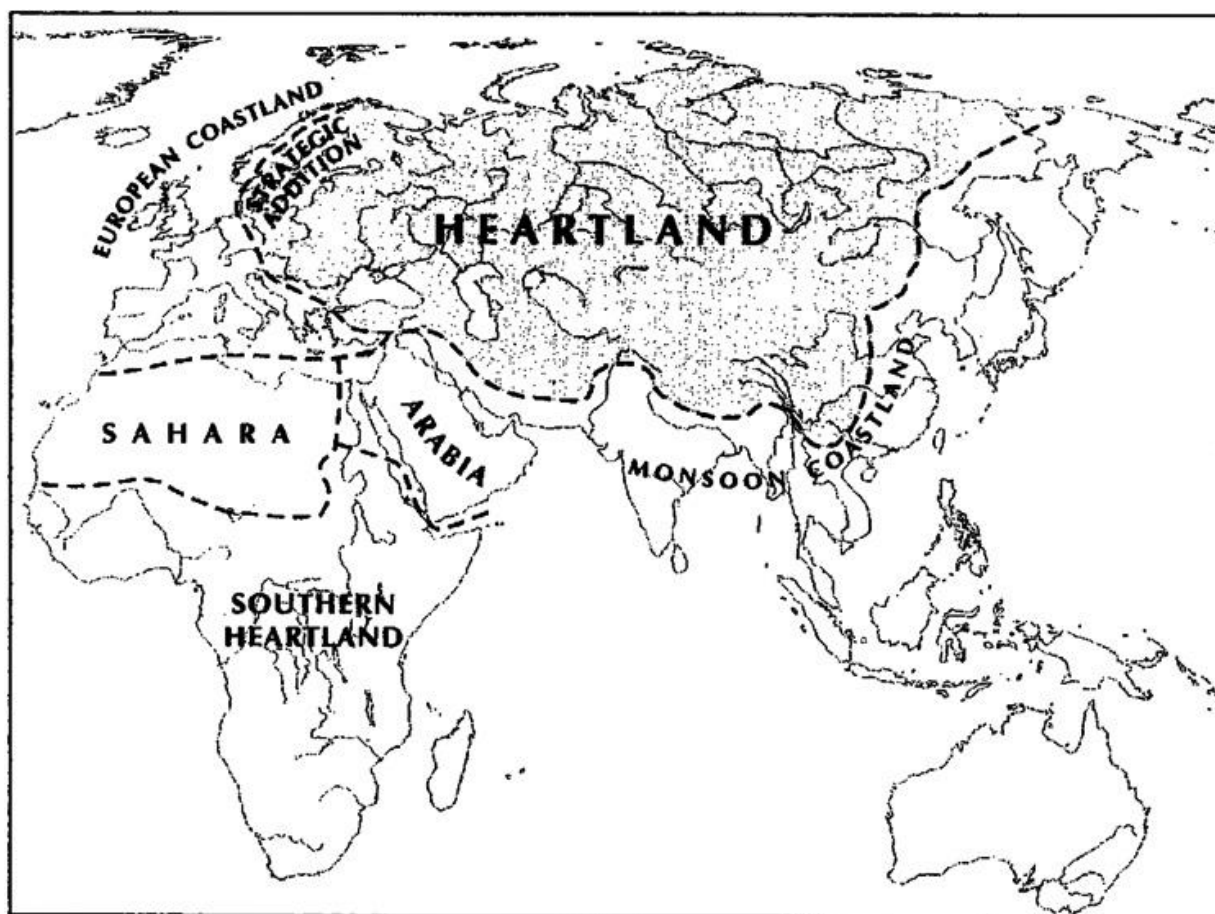 EUROPEAN COASTLAND
STRATEGIC
ADDITION
HEARTLAND
SAHARA
ARABIA
MONSOON COASTLAND
SOUTHERN
HEARTLAND